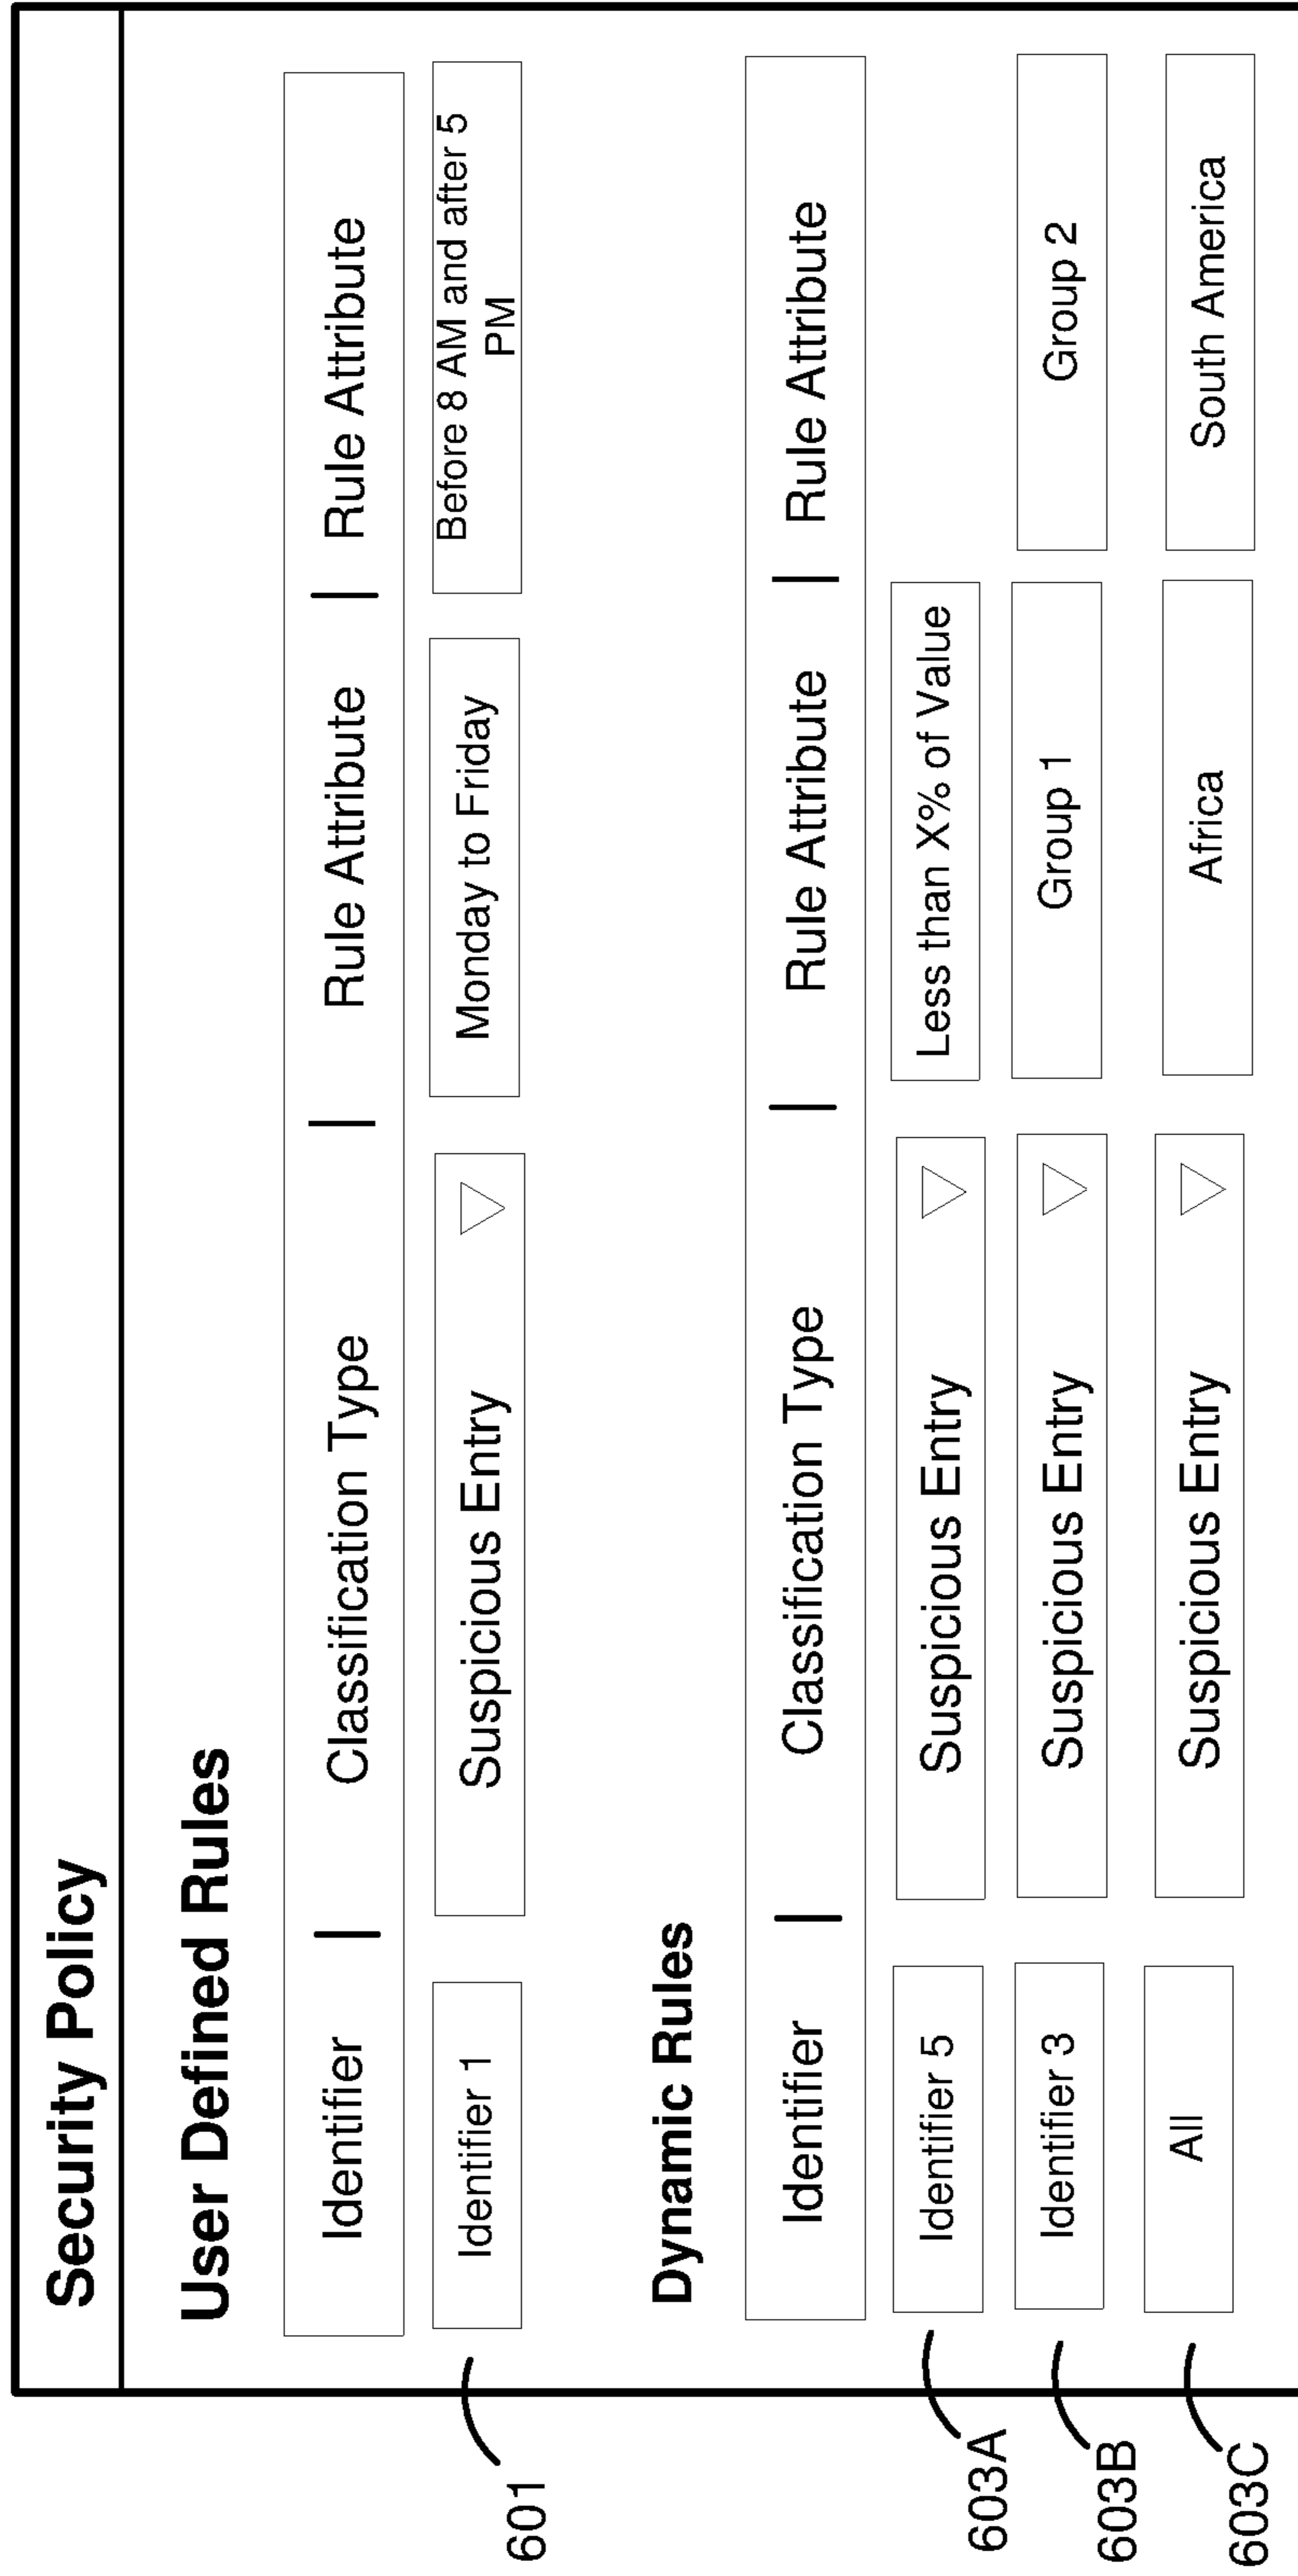 Security Policy
User Defined Rules
Identifier | Classification Type | Rule Attribute | Rule Attribute
601 Identifier 1 Suspicious Entry Monday to Friday Before 8 AM and after 5
PM
Dynamic Rules
Identifier | Classification Type | Rule Attribute | Rule Attribute
603A Identifier 5 Suspicious Entry Less than X% of Value
603B Identifier 3 Suspicious Entry Group 1 Group 2
603C All Suspicious Entry Africa South America